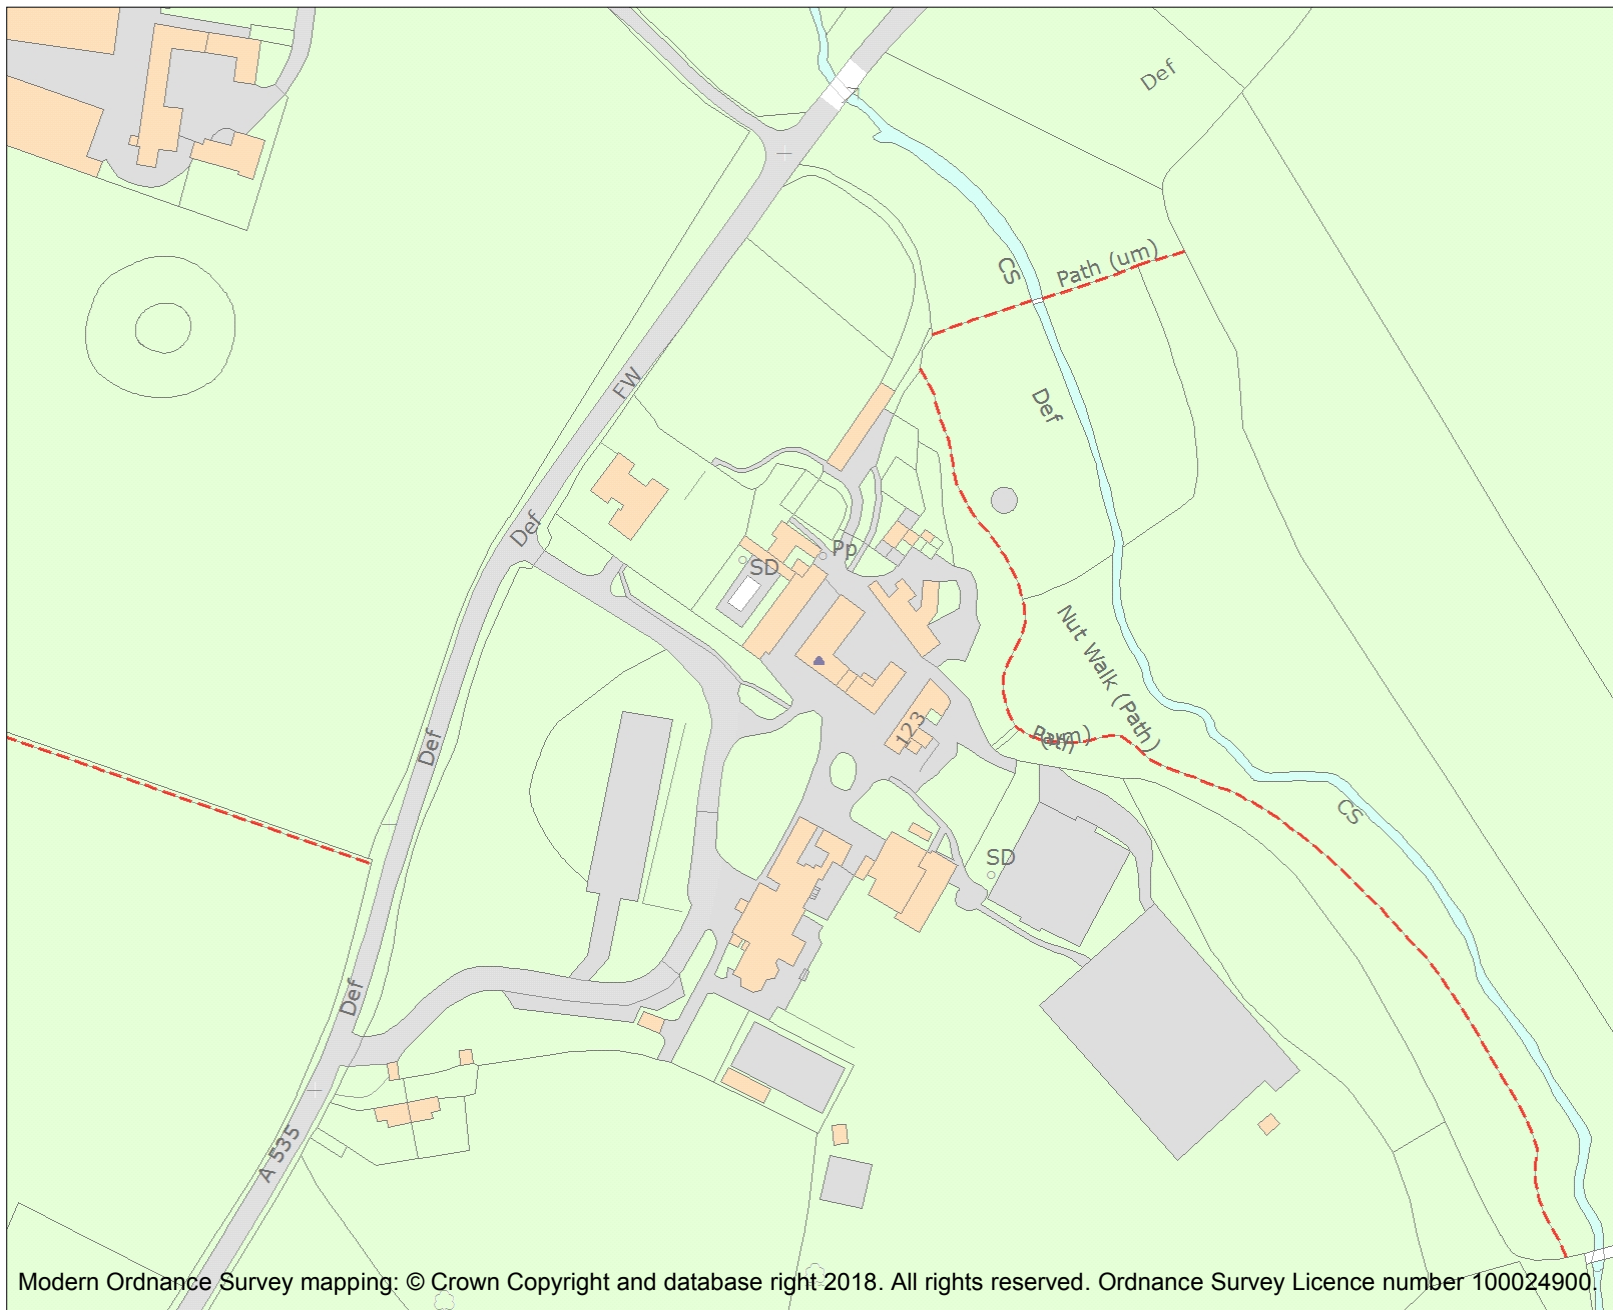 Def
CS
Path (um)
FW
Def
Def
Pp
SD
Nut Walk (Path)
123
Def
CS
SD
Def
A 535
Modern Ordnance Survey mapping: © Crown Copyright and database right 2018. All rights reserved. Ordnance Survey Licence number 100024900.